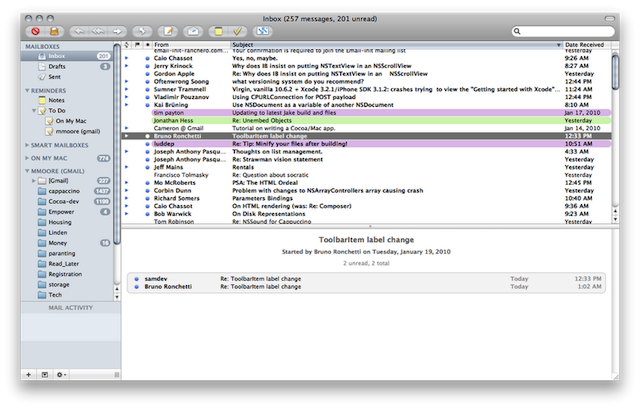 Inbox (257 messages, 201 unread)
MAILBOXES
Inbox 201
Drafts 3
Sent
REMINDERS
Notes
To Do
On My Mac
mmoore (gmail)
SMART MAILBOXES
ON MY MAC 774
MMOORE (GMAIL)
[Gmail]
cappaccino 1437
Cocoa-dev 1199
Empower 4
Housing
Linden
Money 16
paranting
Read_Later
Registration
storage
Tech
MAIL ACTIVITY
From Subject Date Received
email-init-ranchero.com... Your confirmation is required to join the Email-init mailing list Yesterday
Caio Chassot Yes, no, maybe. 9:25 AM
Jerry Krinock Why does IB insist on putting NSTextView in an NSScrollView 8:27 AM
Gordon Apple Re: Why does IB insist on putting NSTextView in an NSScrollView Yesterday
Oftenwrong Soong what versioning system do you recommend? 12:44 PM
Sumner Trammell Virgin, vanilla 10.6.2 + Xcode 3.2.1/iPhone SDK 3.1.2: crashes trying to view the "Getting started with Xcode"... 11:24 AM
Vladimir Pouzanov Using CPURLConnection for POST payload 12:44 PM
Kai Brüning Use NSDocument as a variable of another NSDocument 8:10 AM
tim payton Updating to latest Jake build and files Jan 17, 2010
Jonathan Hess Re: Unembed Objects Yesterday
Cameron @ Gmail Tutorial on writing a Cocoa/Mac app. Jan 14, 2010
Bruno Ronchetti ToolbarItem label change 12:33 PM
luddep Re: Tip: Minify your files after building! 10:51 AM
Joseph Anthony Pasqu... Thoughts on list management. 4:33 AM
Joseph Anthony Pasqu... Re: Strawman vision statement Yesterday
Jeff Mains Rentals Yesterday
Francisco Tolmasky Re: Question about socratic Yesterday
Mo McRoberts PSA: The HTML Ordeal 12:45 PM
Corbin Dunn Problem with changes to NSArrayControllers array causing crash Yesterday
Richard Somers Parameters Bindings 10:40 AM
Caio Chassot On HTML rendering (was: Re: Composer) 9:36 AM
Bob Warwick On Disk Representations 9:23 AM
Tom Robinson Re: NSSound for Cappuccino Yesterday
ToolbarItem label change
Started by Bruno Ronchetti on Tuesday, January 19, 2010
2 unread, 2 total
samdev Re: ToolbarItem label change Today 12:33 PM
Bruno Ronchetti Re: ToolbarItem label change Today 1:02 AM